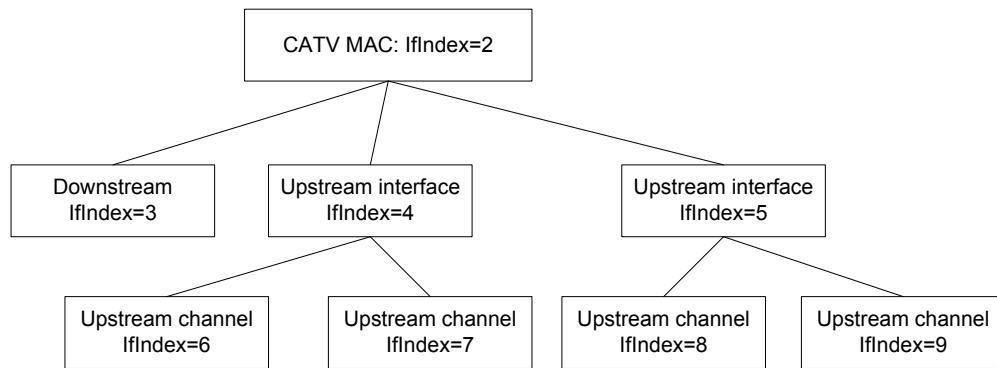 CATV MAC: IfIndex=2
Downstream
IfIndex=3
Upstream interface
IfIndex=4
Upstream interface
IfIndex=5
Upstream channel
IfIndex=6
Upstream channel
IfIndex=7
Upstream channel
IfIndex=8
Upstream channel
IfIndex=9